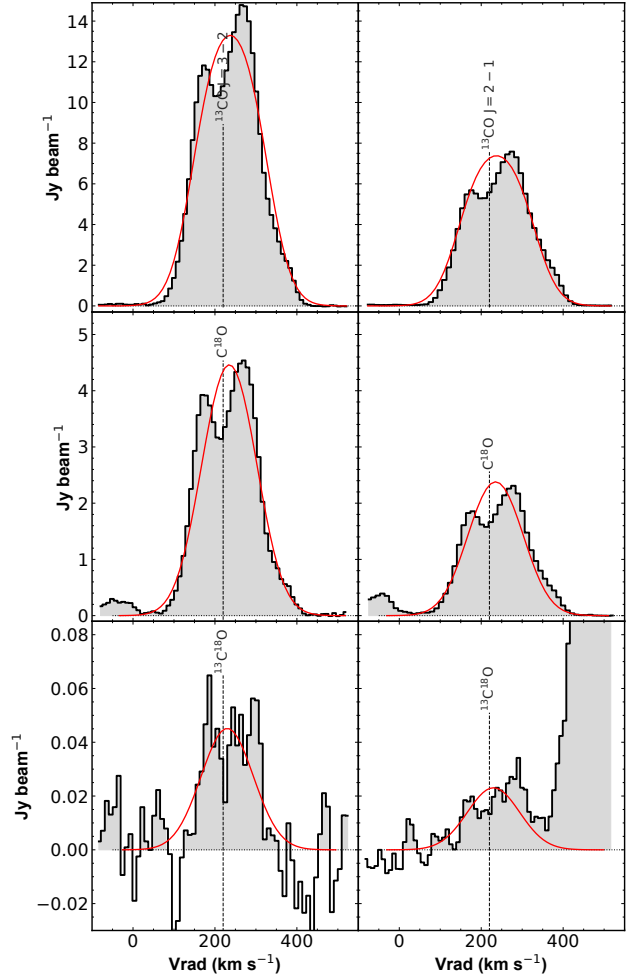 14
12
10
8
6
4
2
0
Jy beam⁻¹
¹³CO J = 3 − 2
¹³CO J = 2 − 1
5
4
3
2
1
0
Jy beam⁻¹
C¹⁸O
C¹⁸O
0.08
0.06
0.04
0.02
0.00
−0.02
Jy beam⁻¹
¹³C¹⁸O
¹³C¹⁸O
0 200 400
0 200 400
Vrad (km s⁻¹)
Vrad (km s⁻¹)